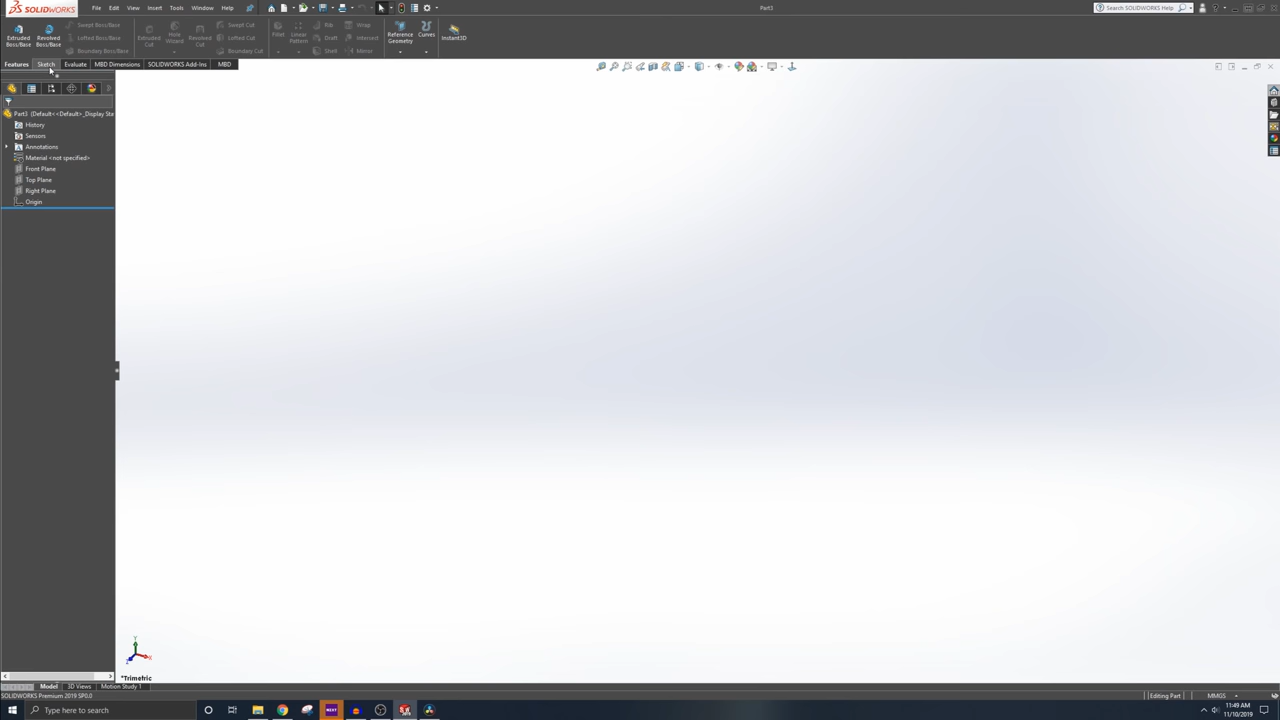 SOLIDWORKS File Edit View Insert Tools Window Help Part3 Search SOLIDWORKS Help
Extruded Boss/Base
Revolved Boss/Base
Swept Boss/Base
Lofted Boss/Base
Boundary Boss/Base
Extruded Cut
Hole Wizard
Revolved Cut
Swept Cut
Lofted Cut
Boundary Cut
Fillet
Linear Pattern
Rib
Draft
Shell
Wrap
Intersect
Mirror
Reference Geometry
Curves
Instant3D
Features Sketch Evaluate MBD Dimensions SOLIDWORKS Add-Ins MBD
Part3 (Default<<Default>_Display Sta
History
Sensors
Annotations
Material <not specified>
Front Plane
Top Plane
Right Plane
Origin
Y
X
Z
*Trimetric
Model 3D Views Motion Study 1
SOLIDWORKS Premium 2019 SP0.0 Editing Part MMGS
Type here to search
11:49 AM
11/10/2019